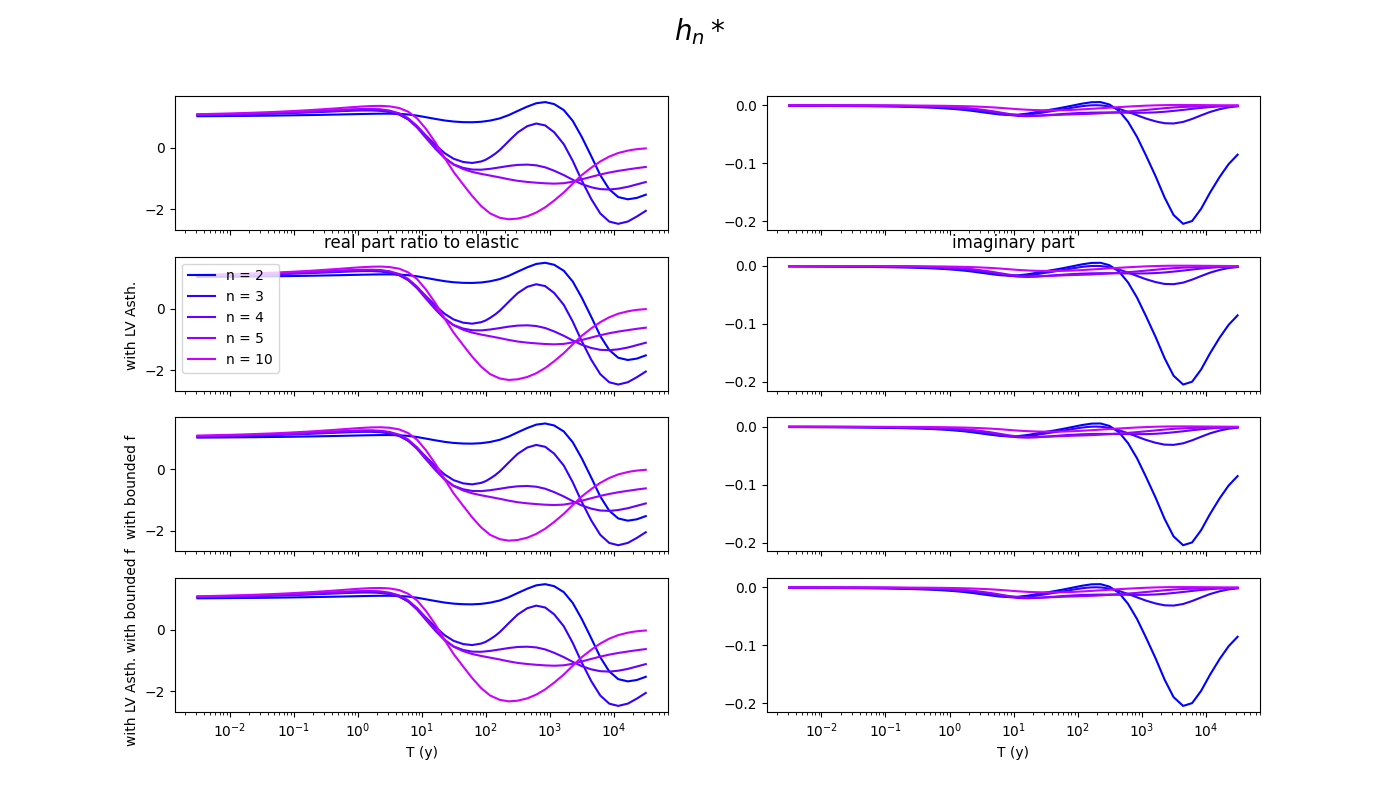 hₙ*
0
−2
0.0
−0.1
−0.2
real part ratio to elastic
imaginary part
with LV Asth.
0
−2
n = 2
n = 3
n = 4
n = 5
n = 10
0.0
−0.1
−0.2
with bounded f
0
−2
0.0
−0.1
−0.2
with LV Asth. with bounded f
0
−2
10⁻² 10⁻¹ 10⁰ 10¹ 10² 10³ 10⁴
T (y)
0.0
−0.1
−0.2
10⁻² 10⁻¹ 10⁰ 10¹ 10² 10³ 10⁴
T (y)